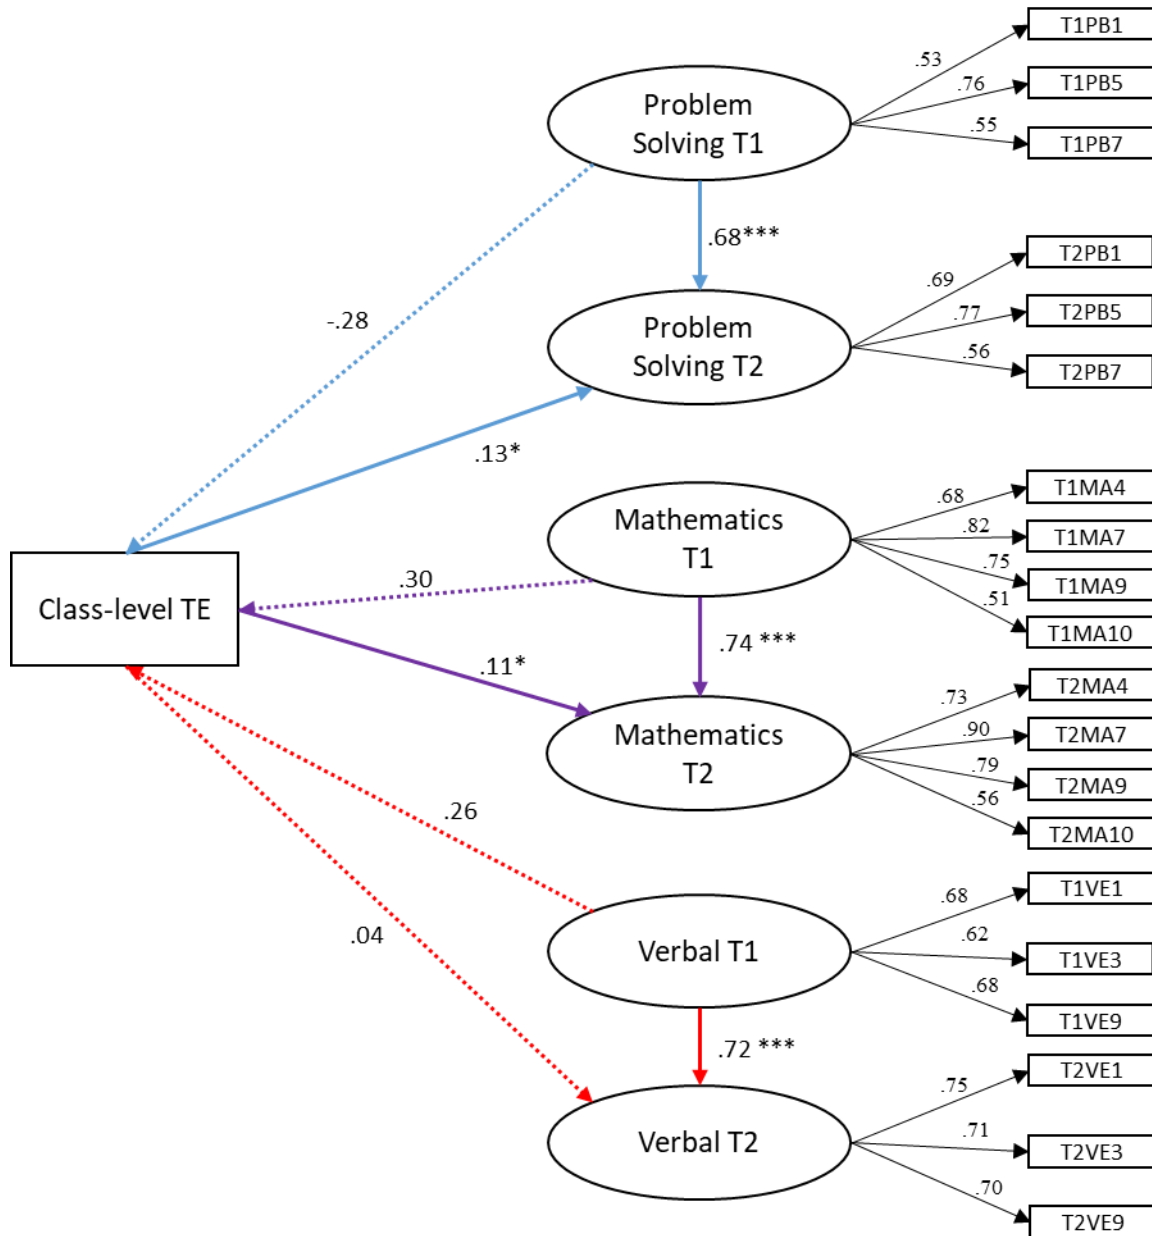 T1PB1
.53
Problem
Solving T1
.76
T1PB5
.55
T1PB7
.68***
T2PB1
.69
-.28
Problem
Solving T2
.77
T2PB5
.56
T2PB7
.13*
Mathematics
T1
.68
T1MA4
.82
T1MA7
.75
T1MA9
.51
T1MA10
Class-level TE
.30
.74 ***
.11*
Mathematics
T2
.73
T2MA4
.90
T2MA7
.79
T2MA9
.56
T2MA10
.26
.04
Verbal T1
.68
T1VE1
.62
T1VE3
.68
T1VE9
.72 ***
Verbal T2
.75
T2VE1
.71
T2VE3
.70
T2VE9